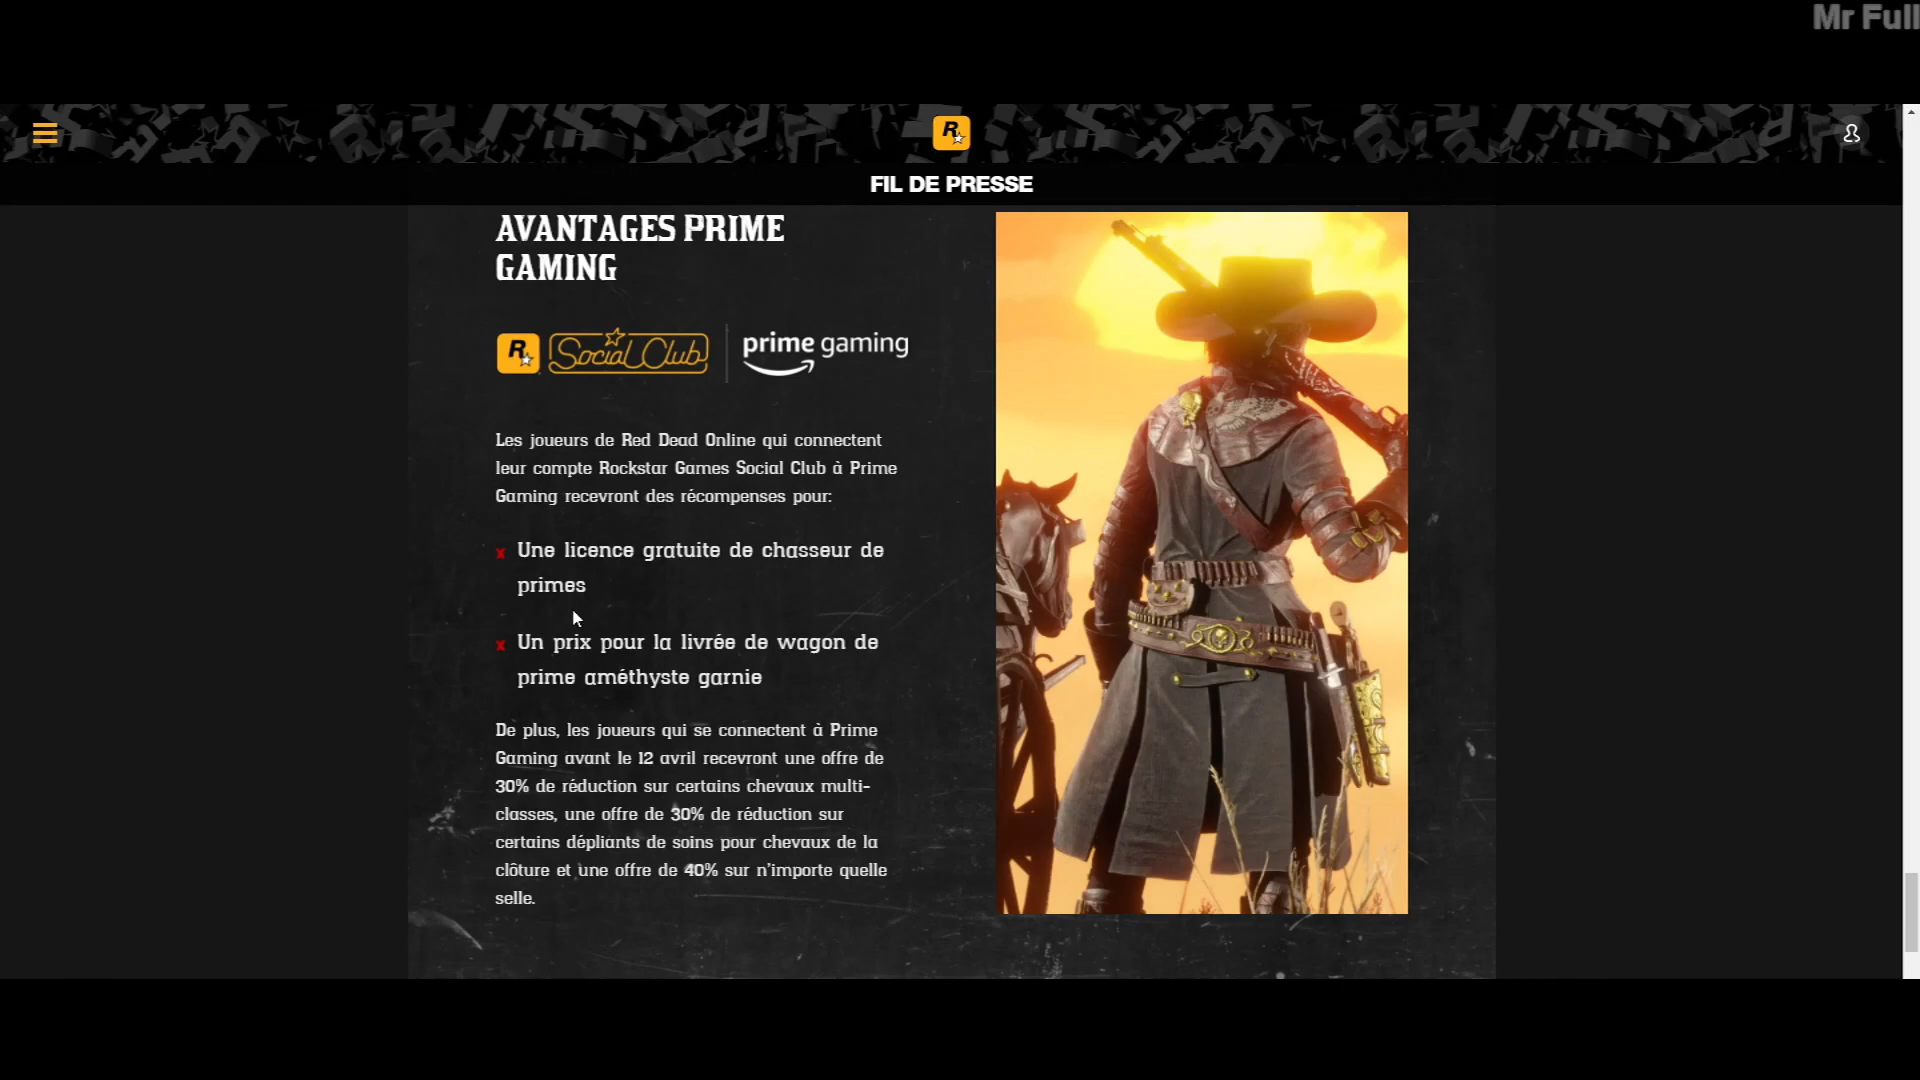 Mr Full
R
FIL DE PRESSE
AVANTAGES PRIME
GAMING
R Social Club prime gaming
Les joueurs de Red Dead Online qui connectent
leur compte Rockstar Games Social Club à Prime
Gaming recevront des récompenses pour:
Une licence gratuite de chasseur de
primes
Un prix pour la livrée de wagon de
prime améthyste garnie
De plus, les joueurs qui se connectent à Prime
Gaming avant le 12 avril recevront une offre de
30% de réduction sur certains chevaux multi-
classes, une offre de 30% de réduction sur
certains dépliants de soins pour chevaux de la
clôture et une offre de 40% sur n'importe quelle
selle.